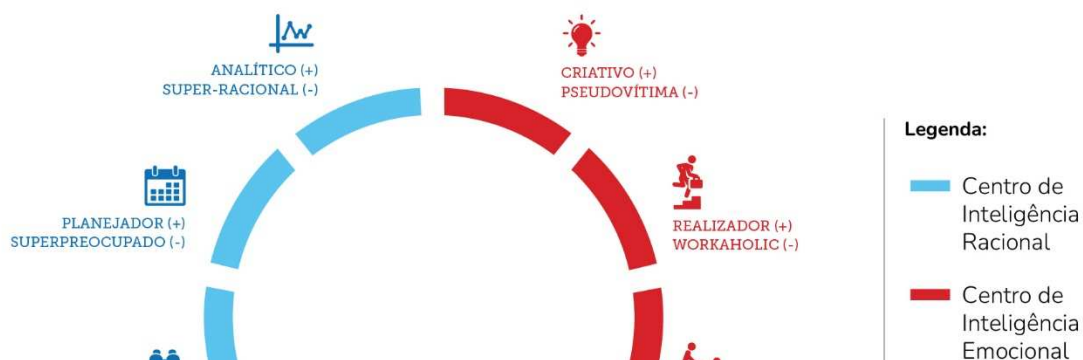 ANALÍTICO (+)
SUPER-RACIONAL (-)
CRIATIVO (+)
PSEUDOVÍTIMA (-)
PLANEJADOR (+)
SUPERPREOCUPADO (-)
REALIZADOR (+)
WORKAHOLIC (-)
Legenda:
Centro de
Inteligência
Racional
Centro de
Inteligência
Emocional